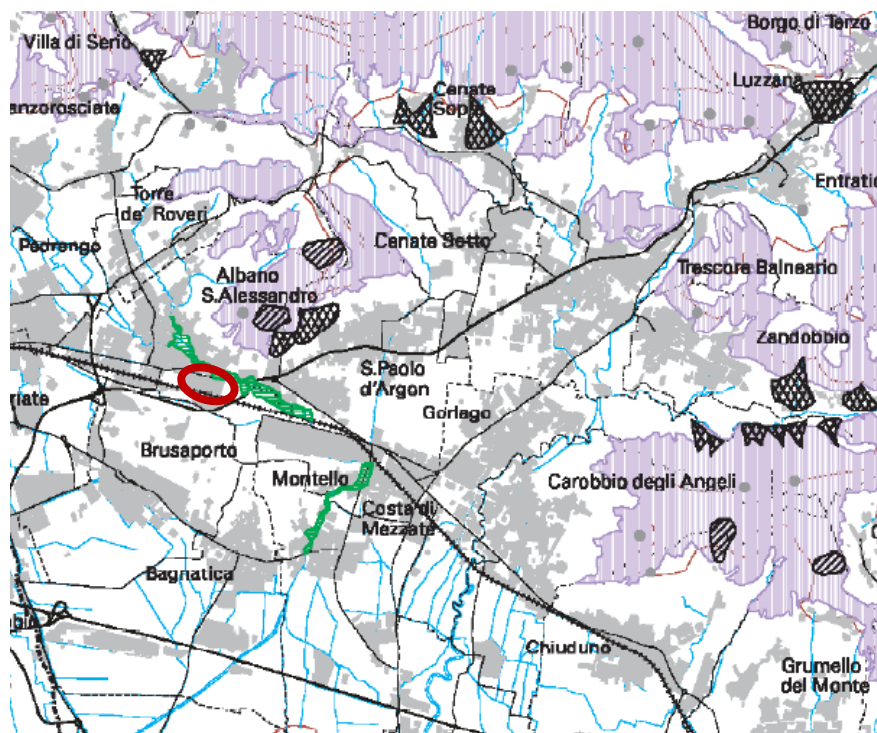 Borgo di Terzo
Villa di Serio
Luzzana
Cenate
Sopra
anzorosciate
Entratic
Torre
de' Roveri
Pedrengo
Cenate Sotto
Trescore Balneario
Albano
S.Alessandro
Zandobbio
S.Paolo
d'Argon
riate
Gorlago
Brusaporto
Montello
Carobbio degli Angeli
Costa di
Mezzate
Bagnatica
Chiuduno
Grumello
del Monte